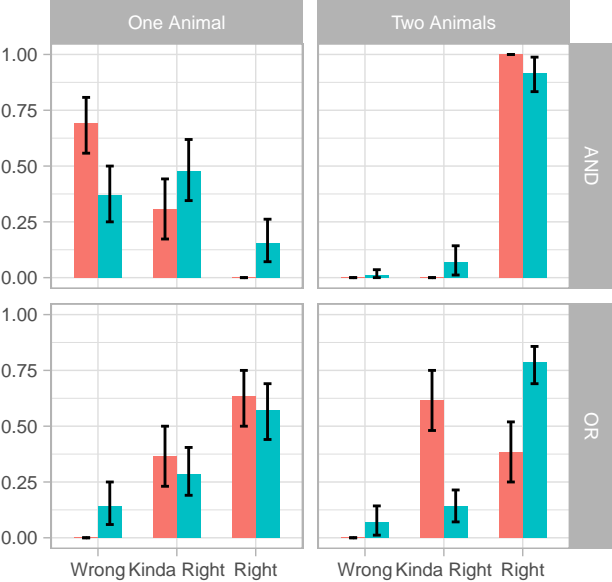 One Animal Two Animals
1.00
0.75
0.50
0.25
0.00
AND
1.00
0.75
0.50
0.25
0.00
OR
Wrong Kinda Right Right Wrong Kinda Right Right